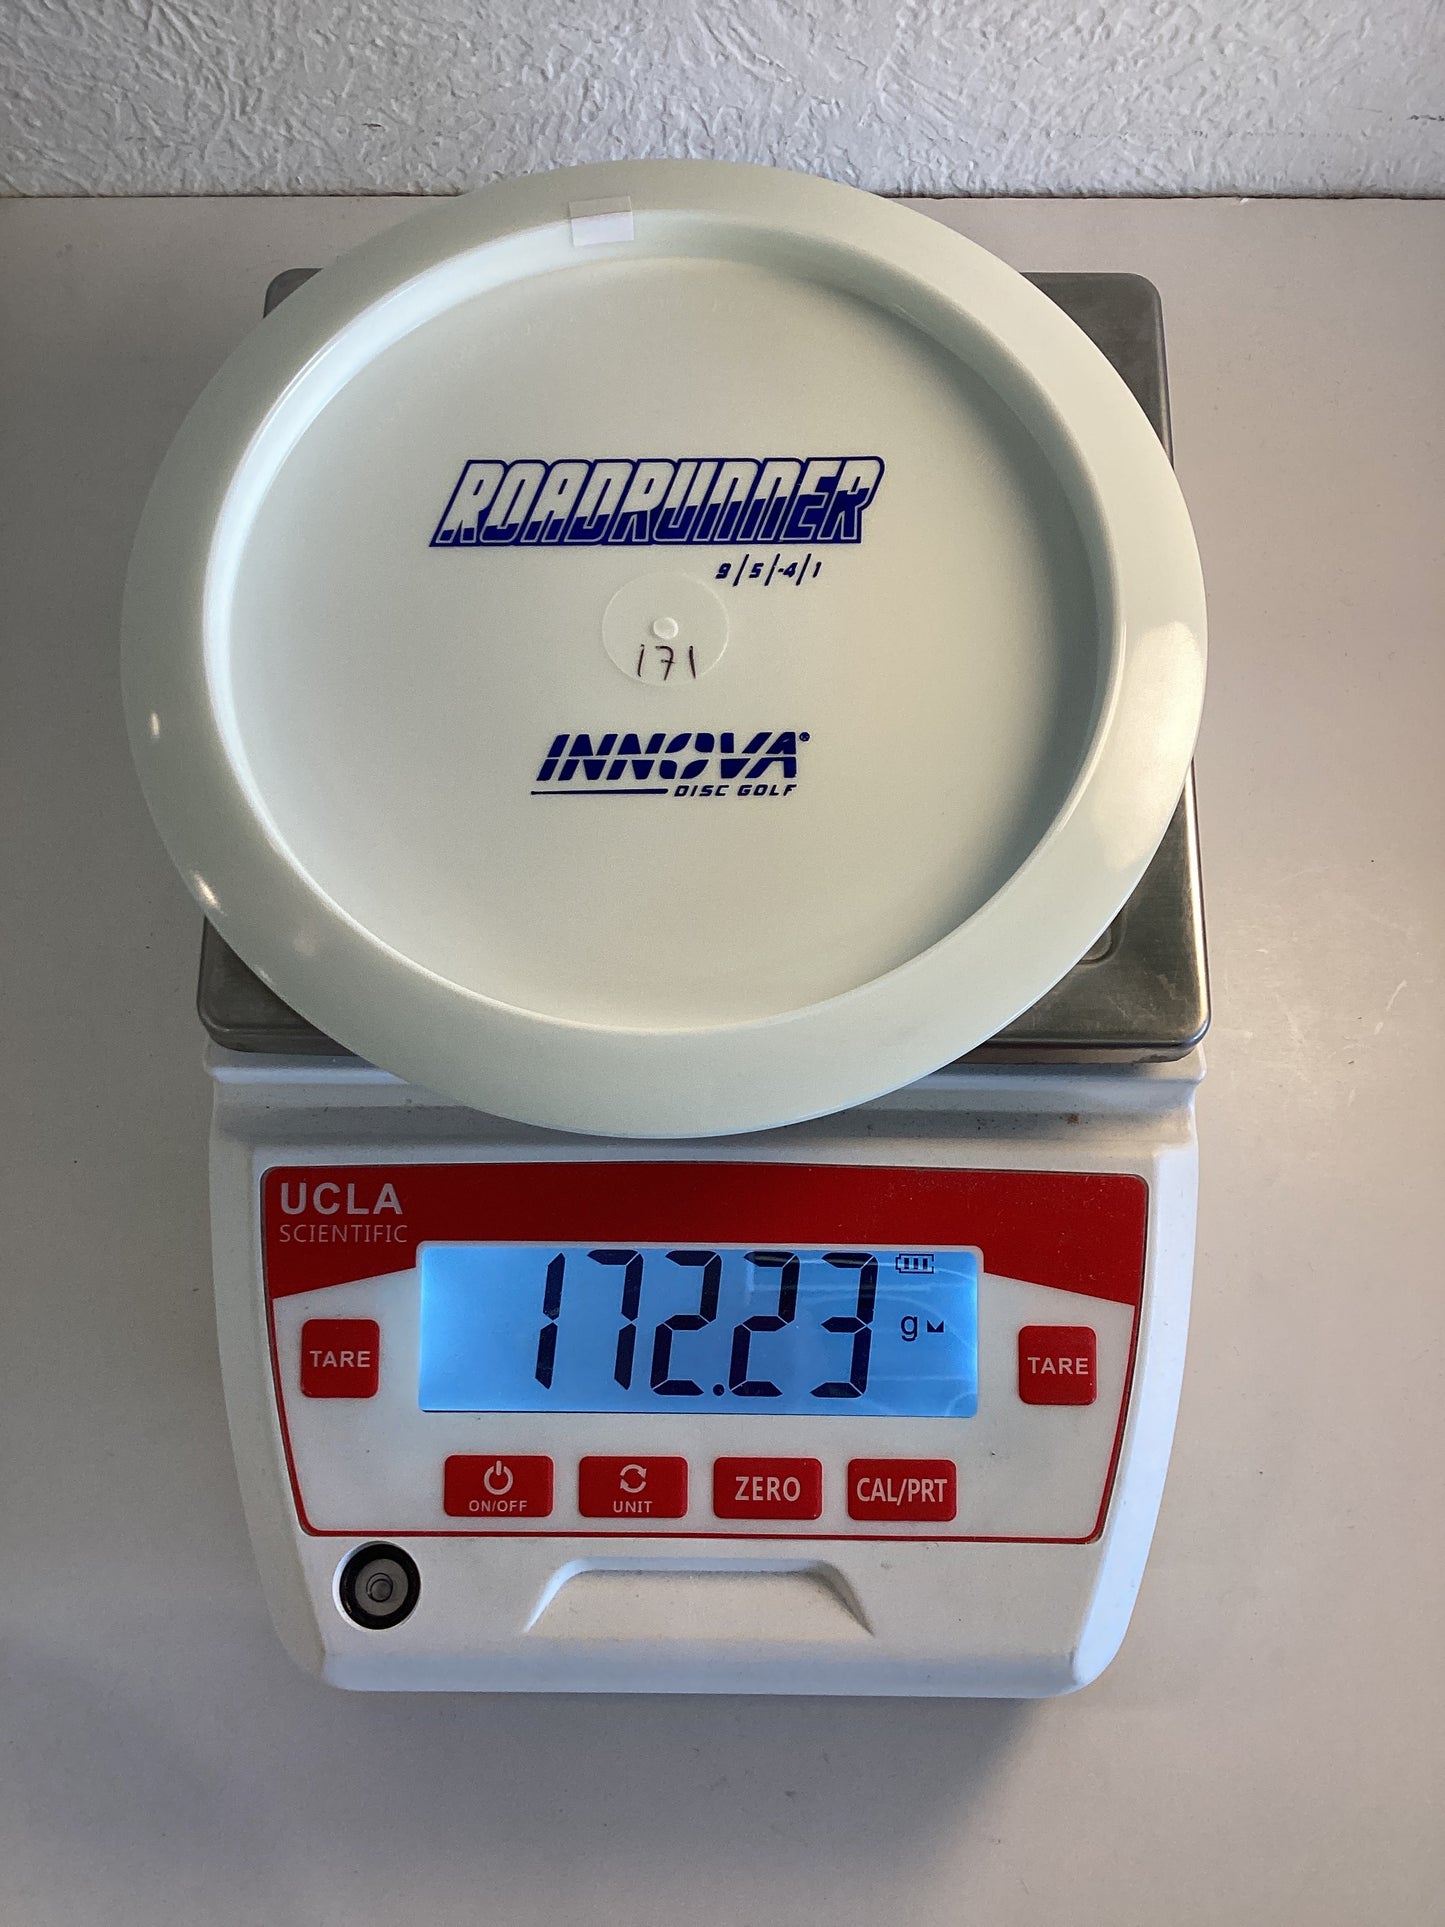 ROADRUNNER
9/5/-4/1
171
INNOVA®
DISC GOLF
UCLA
SCIENTIFIC
172.23 g
TARE
TARE
ON/OFF
UNIT
ZERO
CAL/PRT